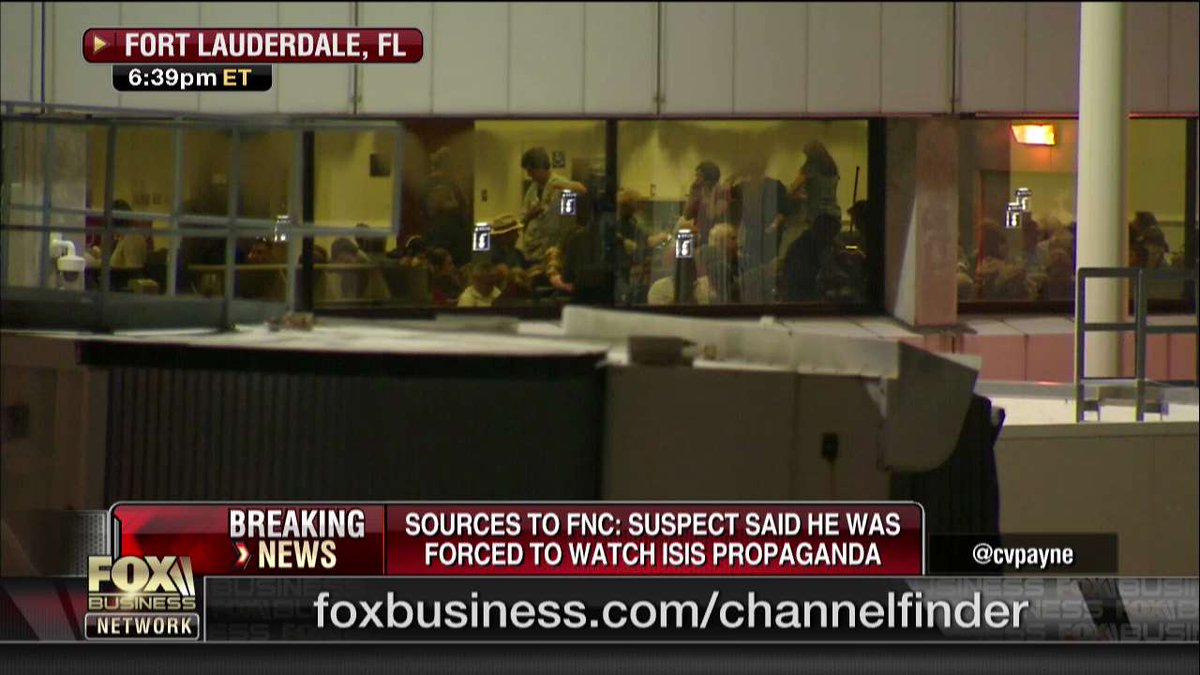 FORT LAUDERDALE, FL
6:39pm ET
BREAKING NEWS
SOURCES TO FNC: SUSPECT SAID HE WAS
FORCED TO WATCH ISIS PROPAGANDA
@cvpayne
FOX
BUSINESS
NETWORK
foxbusiness.com/channelfinder